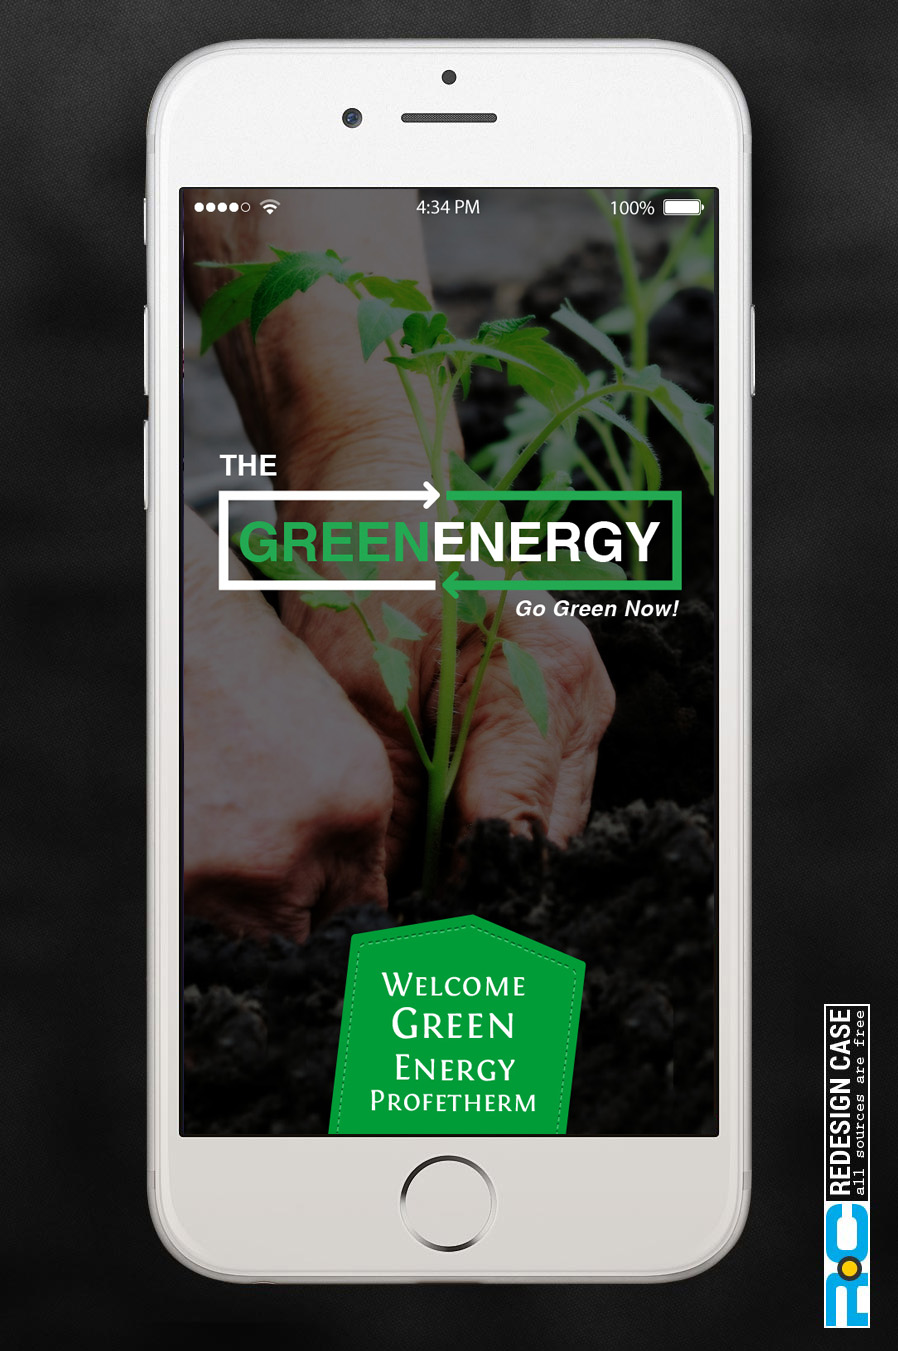 4:34 PM
100%
THE
GREENENERGY
Go Green Now!
WELCOME
GREEN
ENERGY
PROFETHERM
RC REDESIGN CASE
all sources are free